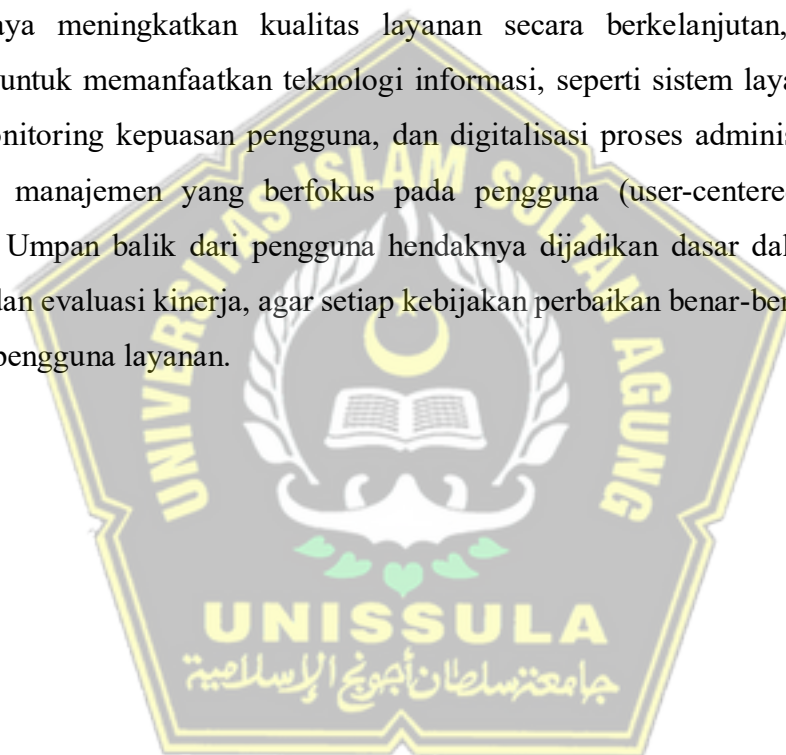 aya meningkatkan kualitas layanan secara berkelanjutan,
untuk memanfaatkan teknologi informasi, seperti sistem laya
nitoring kepuasan pengguna, dan digitalisasi proses adminis
manajemen yang berfokus pada pengguna (user-centere
Umpan balik dari pengguna hendaknya dijadikan dasar dal
dan evaluasi kinerja, agar setiap kebijakan perbaikan benar-ber
pengguna layanan.
UNIVERSITAS ISLAM SULTAN AGUNG
UNISSULA
جامعة سلطان أجونج الإسلامية